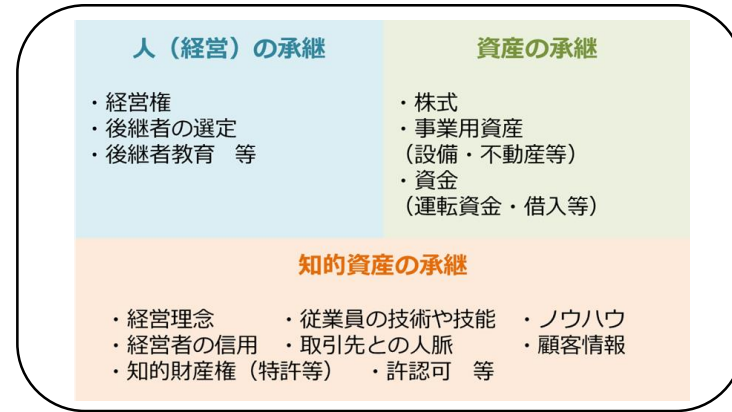 人（経営）の承継
・経営権
・後継者の選定
・後継者教育　等
資産の承継
・株式
・事業用資産
（設備・不動産等）
・資金
（運転資金・借入等）
知的資産の承継
・経営理念　・従業員の技術や技能　・ノウハウ
・経営者の信用　・取引先との人脈　・顧客情報
・知的財産権（特許等）　・許認可　等